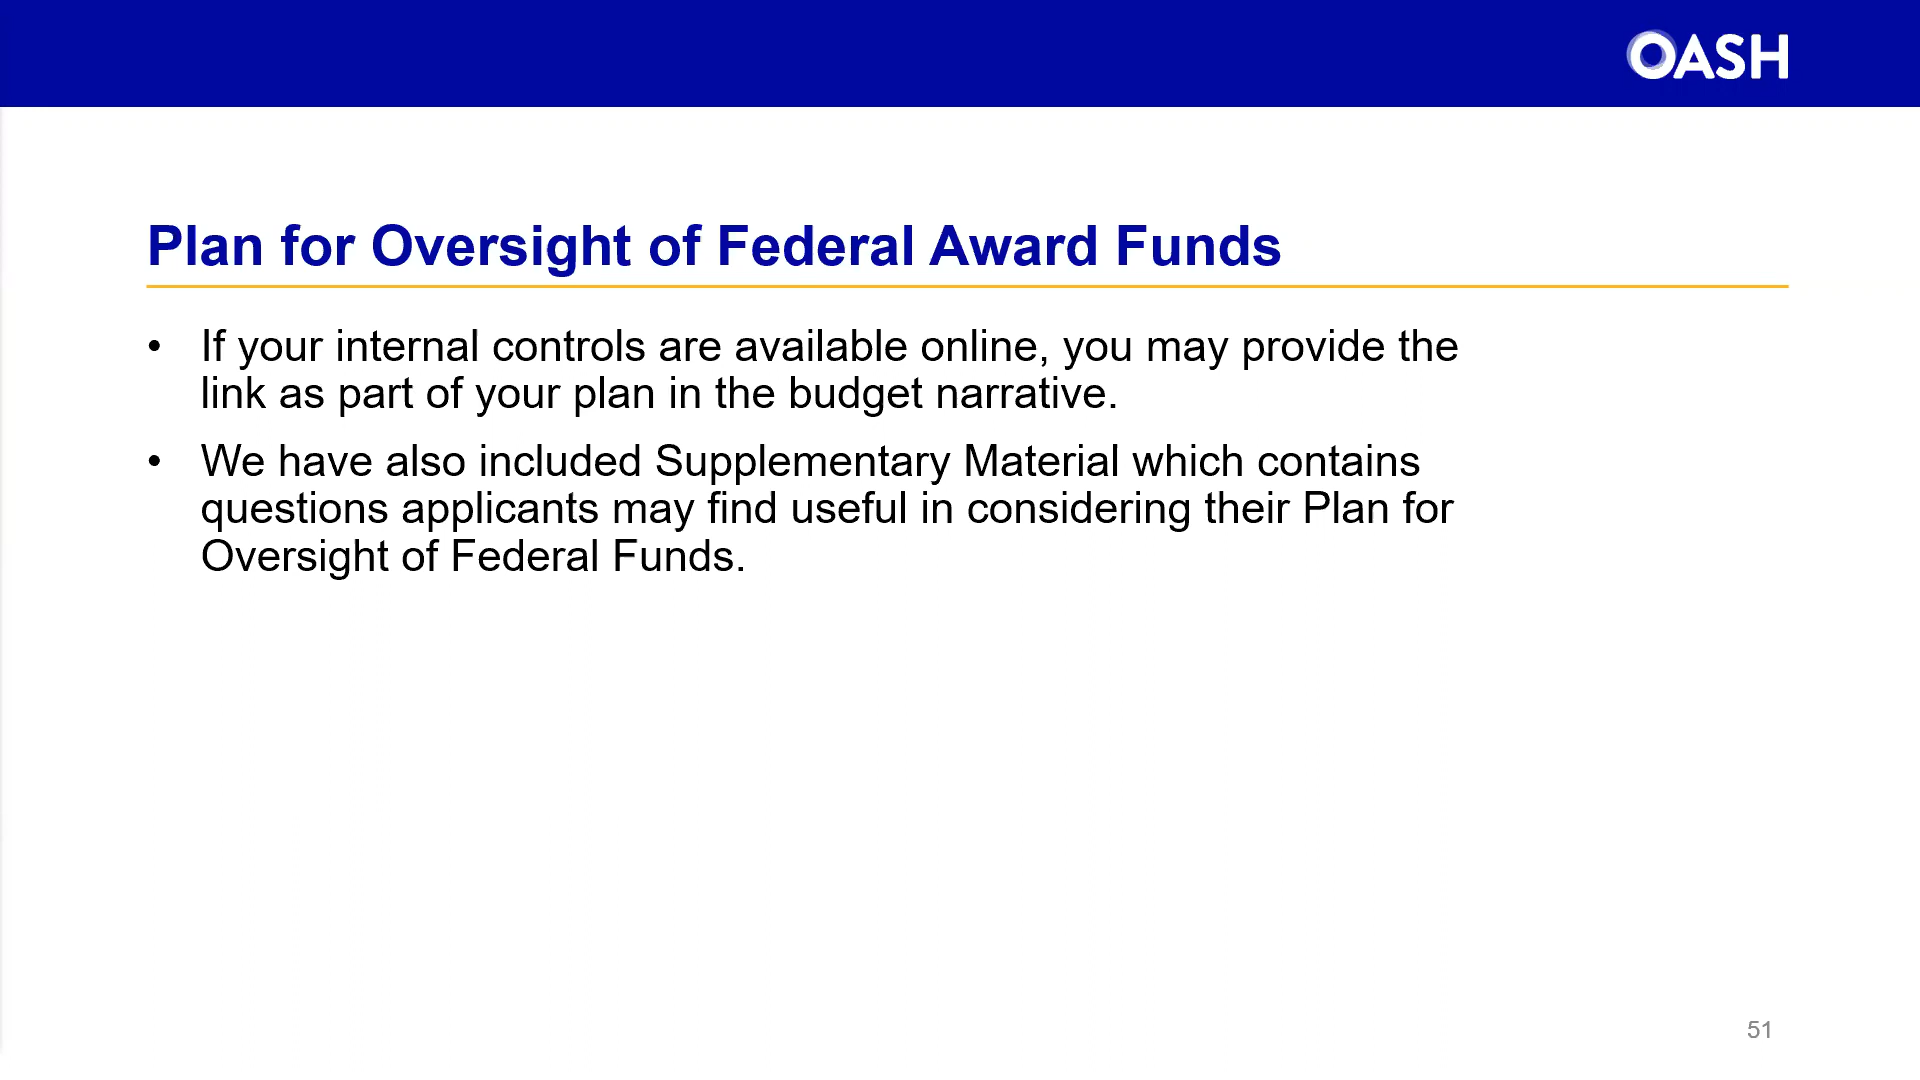 OASH
Plan for Oversight of Federal Award Funds
• If your internal controls are available online, you may provide the
link as part of your plan in the budget narrative.
• We have also included Supplementary Material which contains
questions applicants may find useful in considering their Plan for
Oversight of Federal Funds.
51